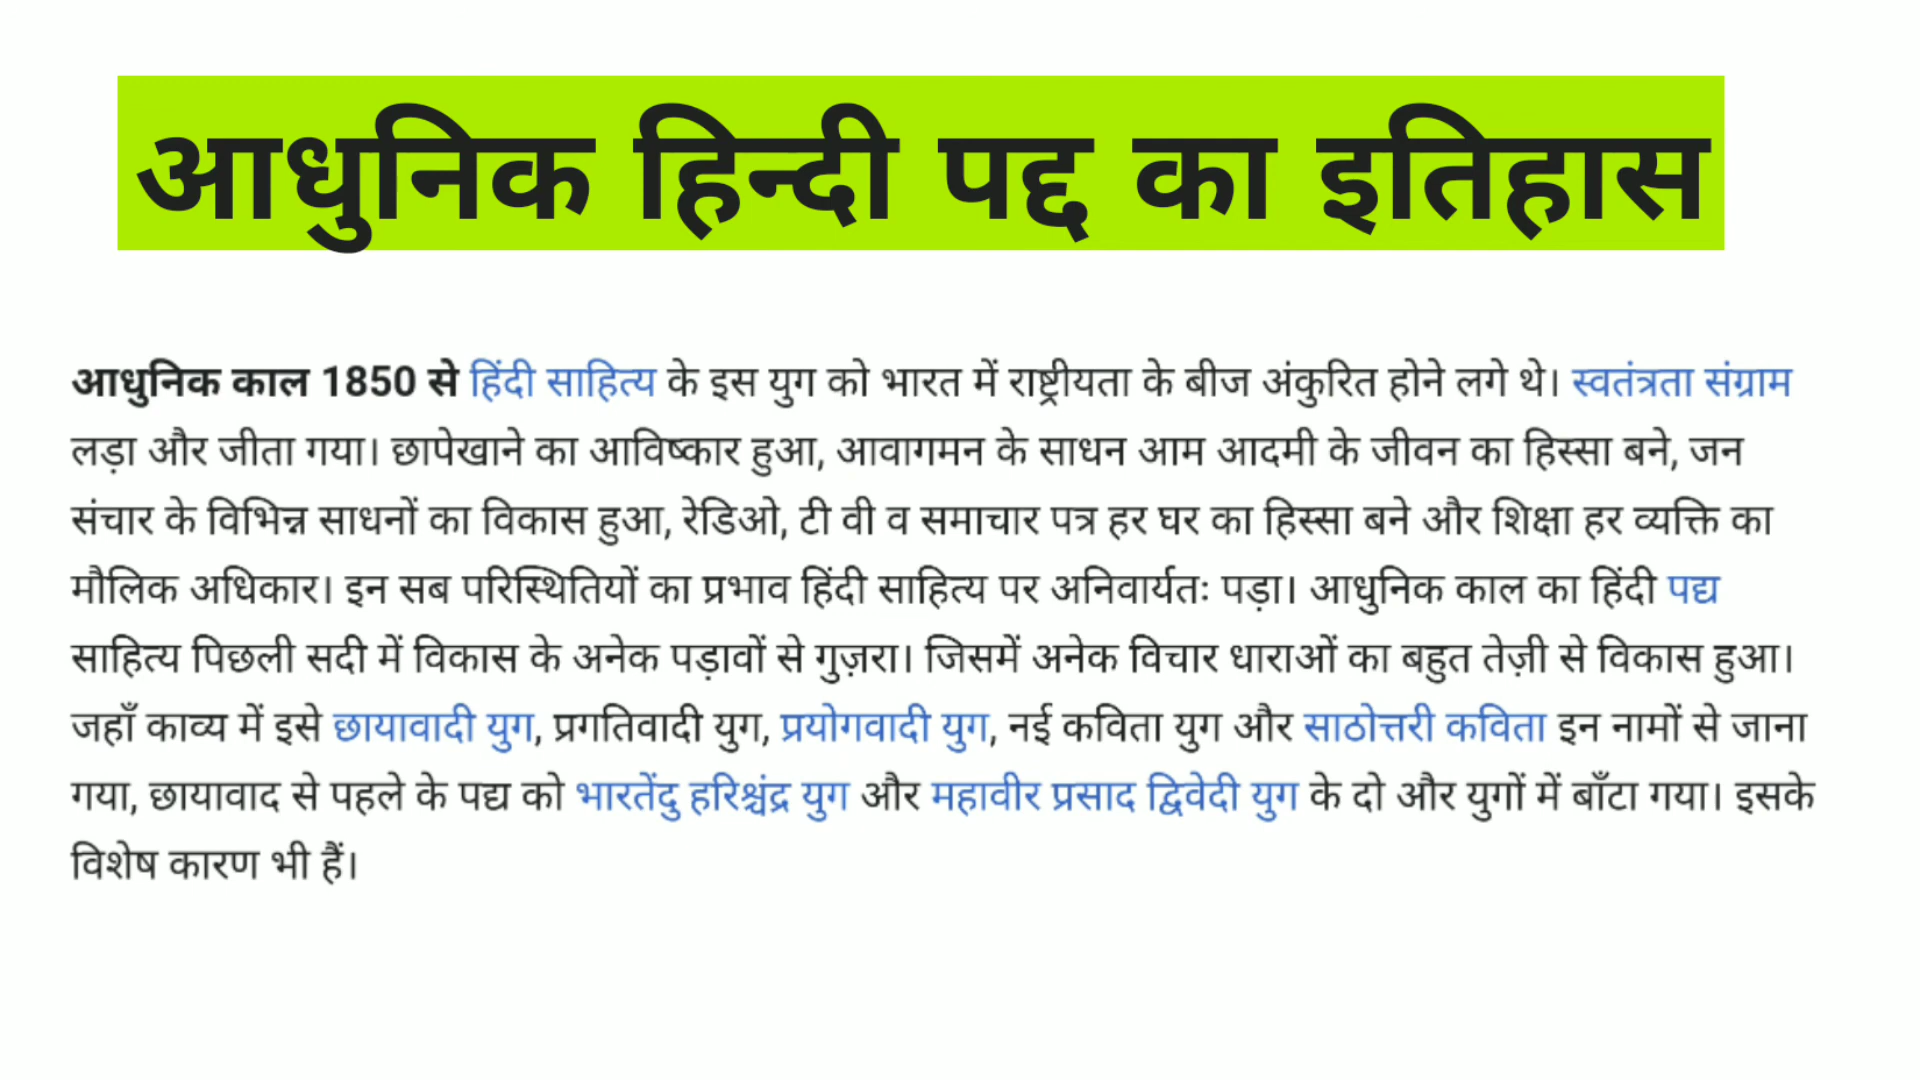 आधुनिक हिन्दी पद्द का इतिहास
आधुनिक काल 1850 से हिंदी साहित्य के इस युग को भारत में राष्ट्रीयता के बीज अंकुरित होने लगे थे। स्वतंत्रता संग्राम
लड़ा और जीता गया। छापेखाने का आविष्कार हुआ, आवागमन के साधन आम आदमी के जीवन का हिस्सा बने, जन
संचार के विभिन्न साधनों का विकास हुआ, रेडिओ, टी वी व समाचार पत्र हर घर का हिस्सा बने और शिक्षा हर व्यक्ति का
मौलिक अधिकार। इन सब परिस्थितियों का प्रभाव हिंदी साहित्य पर अनिवार्यतः पड़ा। आधुनिक काल का हिंदी पद्य
साहित्य पिछली सदी में विकास के अनेक पड़ावों से गुज़रा। जिसमें अनेक विचार धाराओं का बहुत तेज़ी से विकास हुआ।
जहाँ काव्य में इसे छायावादी युग, प्रगतिवादी युग, प्रयोगवादी युग, नई कविता युग और साठोत्तरी कविता इन नामों से जाना
गया, छायावाद से पहले के पद्य को भारतेंदु हरिश्चंद्र युग और महावीर प्रसाद द्विवेदी युग के दो और युगों में बाँटा गया। इसके
विशेष कारण भी हैं।